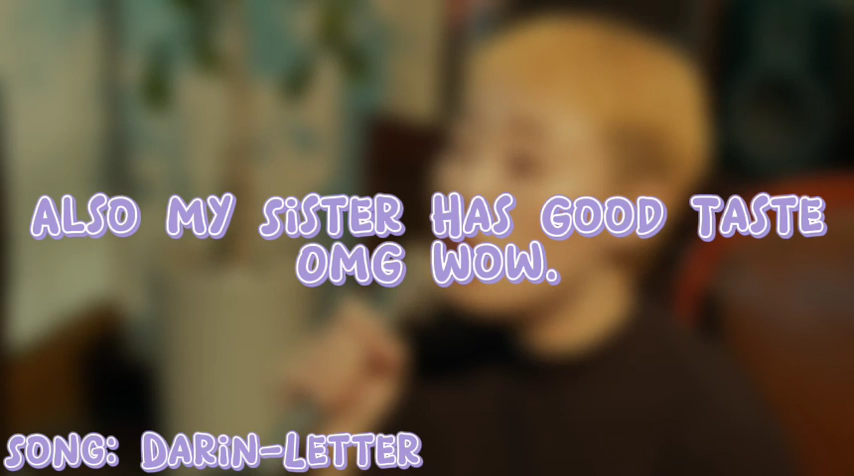 ALSO MY SiSTER HAS GOOD TASTE
OMG WOW.
SONG: DARiN-LETTER